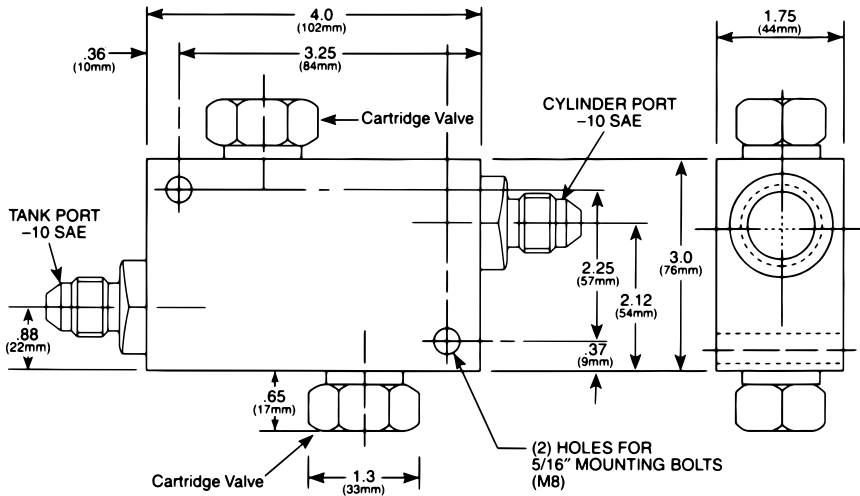 4.0
(102mm)
1.75
(44mm)
.36
(10mm)
3.25
(84mm)
CYLINDER PORT
–10 SAE
Cartridge Valve
TANK PORT
–10 SAE
2.25
(57mm)
3.0
(76mm)
2.12
(54mm)
.88
(22mm)
.37
(9mm)
.65
(17mm)
(2) HOLES FOR
5/16″ MOUNTING BOLTS
(M8)
Cartridge Valve
1.3
(33mm)